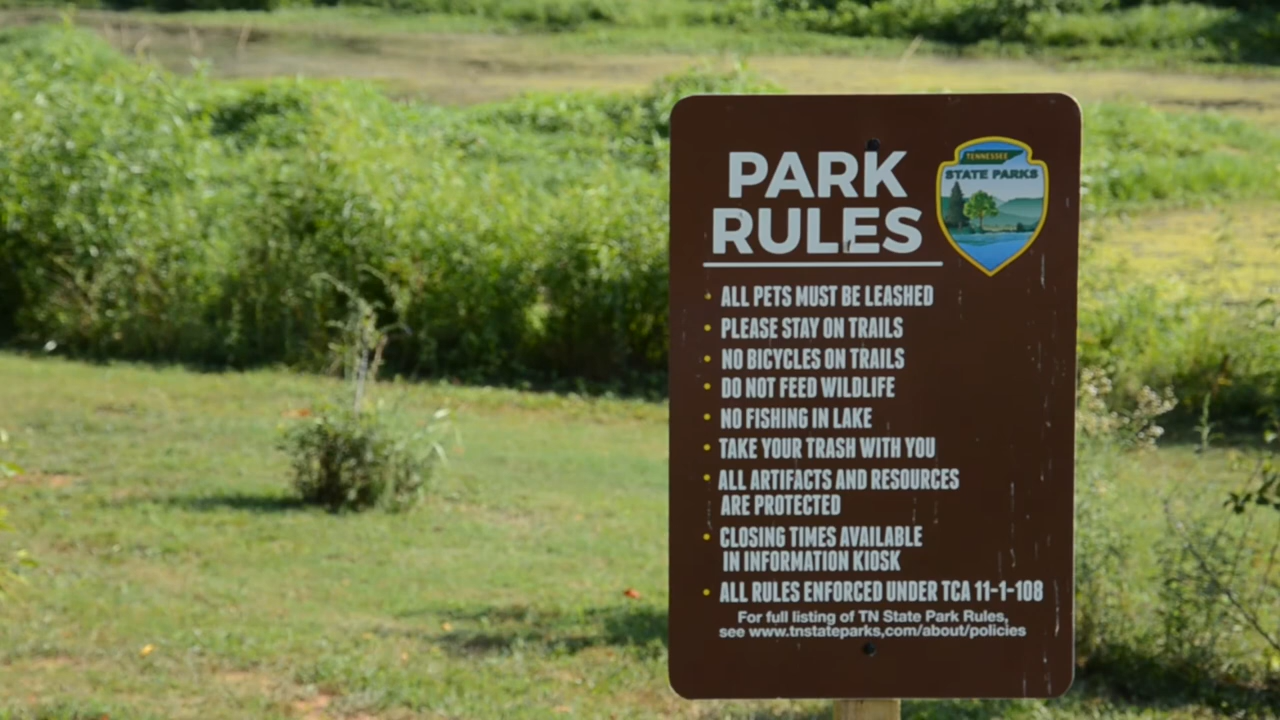 PARK
RULES
TENNESSEE
STATE PARKS
• ALL PETS MUST BE LEASHED
• PLEASE STAY ON TRAILS
• NO BICYCLES ON TRAILS
• DO NOT FEED WILDLIFE
• NO FISHING IN LAKE
• TAKE YOUR TRASH WITH YOU
• ALL ARTIFACTS AND RESOURCES
ARE PROTECTED
• CLOSING TIMES AVAILABLE
IN INFORMATION KIOSK
• ALL RULES ENFORCED UNDER TCA 11-1-108
For full listing of TN State Park Rules,
see www.tnstateparks,com/about/policies